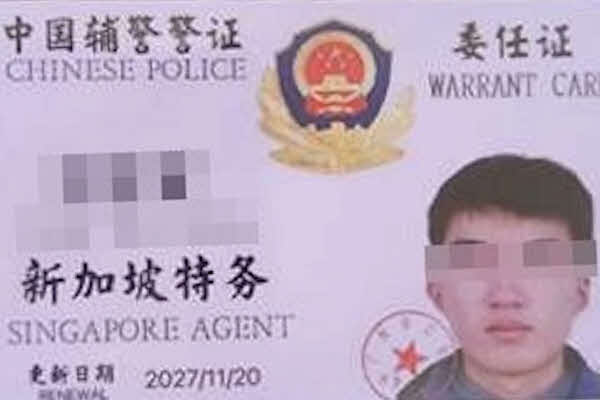 中国辅警警证
CHINESE POLICE
委任证
WARRANT CAR
新加坡特务
SINGAPORE AGENT
更新日期 2027/11/20
RENEWAL